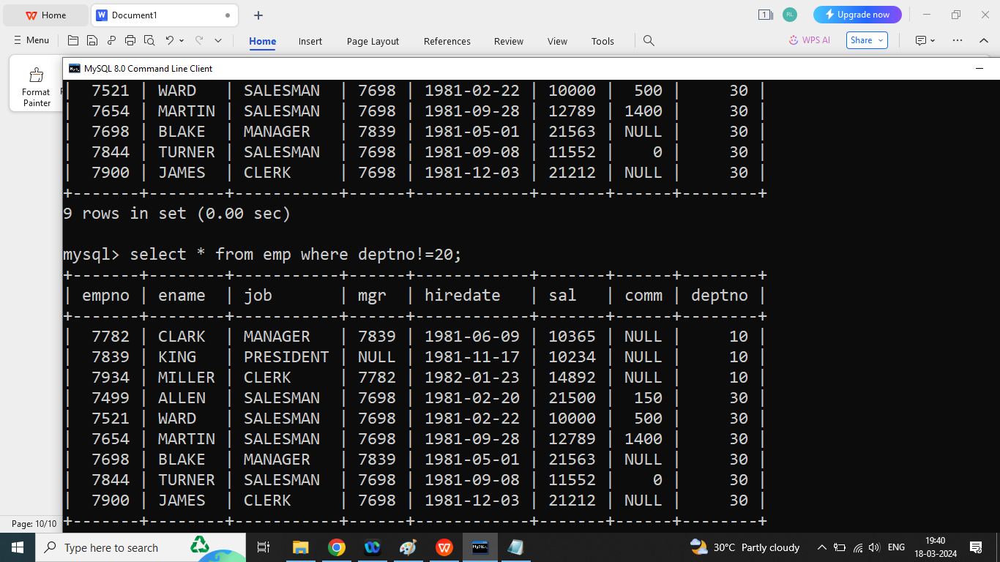 Home
Document1
1
RL
Upgrade now
Menu
Home Insert Page Layout References Review View Tools
WPS AI
Share
Format
Painter
MySQL 8.0 Command Line Client
|  7521 | WARD   | SALESMAN  | 7698 | 1981-02-22 | 10000 |  500 |     30 |
|  7654 | MARTIN | SALESMAN  | 7698 | 1981-09-28 | 12789 | 1400 |     30 |
|  7698 | BLAKE  | MANAGER   | 7839 | 1981-05-01 | 21563 | NULL |     30 |
|  7844 | TURNER | SALESMAN  | 7698 | 1981-09-08 | 11552 |    0 |     30 |
|  7900 | JAMES  | CLERK     | 7698 | 1981-12-03 | 21212 | NULL |     30 |
+-------+--------+-----------+------+------------+-------+------+--------+
9 rows in set (0.00 sec)
mysql> select * from emp where deptno!=20;
+-------+--------+-----------+------+------------+-------+------+--------+
| empno | ename  | job       | mgr  | hiredate   | sal   | comm | deptno |
+-------+--------+-----------+------+------------+-------+------+--------+
|  7782 | CLARK  | MANAGER   | 7839 | 1981-06-09 | 10365 | NULL |     10 |
|  7839 | KING   | PRESIDENT | NULL | 1981-11-17 | 10234 | NULL |     10 |
|  7934 | MILLER | CLERK     | 7782 | 1982-01-23 | 14892 | NULL |     10 |
|  7499 | ALLEN  | SALESMAN  | 7698 | 1981-02-20 | 21500 |  150 |     30 |
|  7521 | WARD   | SALESMAN  | 7698 | 1981-02-22 | 10000 |  500 |     30 |
|  7654 | MARTIN | SALESMAN  | 7698 | 1981-09-28 | 12789 | 1400 |     30 |
|  7698 | BLAKE  | MANAGER   | 7839 | 1981-05-01 | 21563 | NULL |     30 |
|  7844 | TURNER | SALESMAN  | 7698 | 1981-09-08 | 11552 |    0 |     30 |
|  7900 | JAMES  | CLERK     | 7698 | 1981-12-03 | 21212 | NULL |     30 |
+-------+--------+-----------+------+------------+-------+------+--------+
Page: 10/10
Type here to search
30°C Partly cloudy
ENG
19:40
18-03-2024